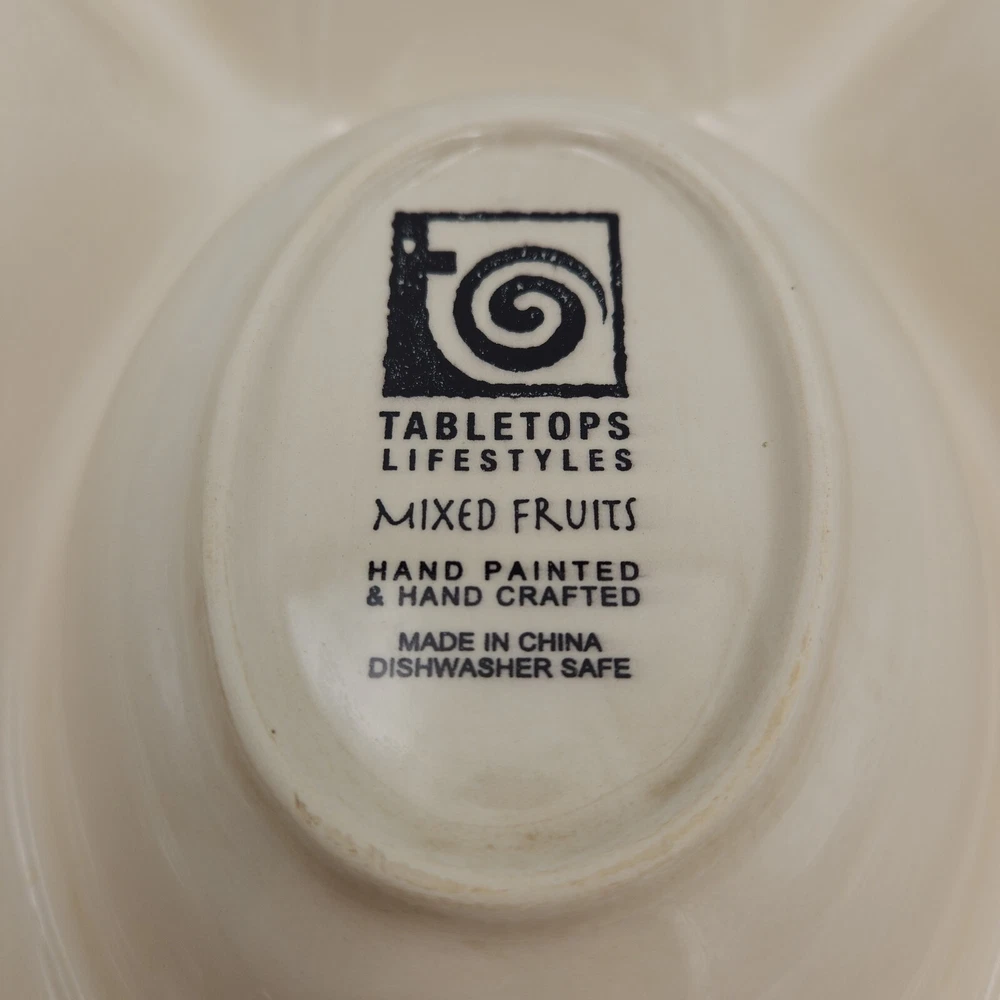 TABLETOPS
LIFESTYLES
MIXED FRUITS
HAND PAINTED
& HAND CRAFTED
MADE IN CHINA
DISHWASHER SAFE